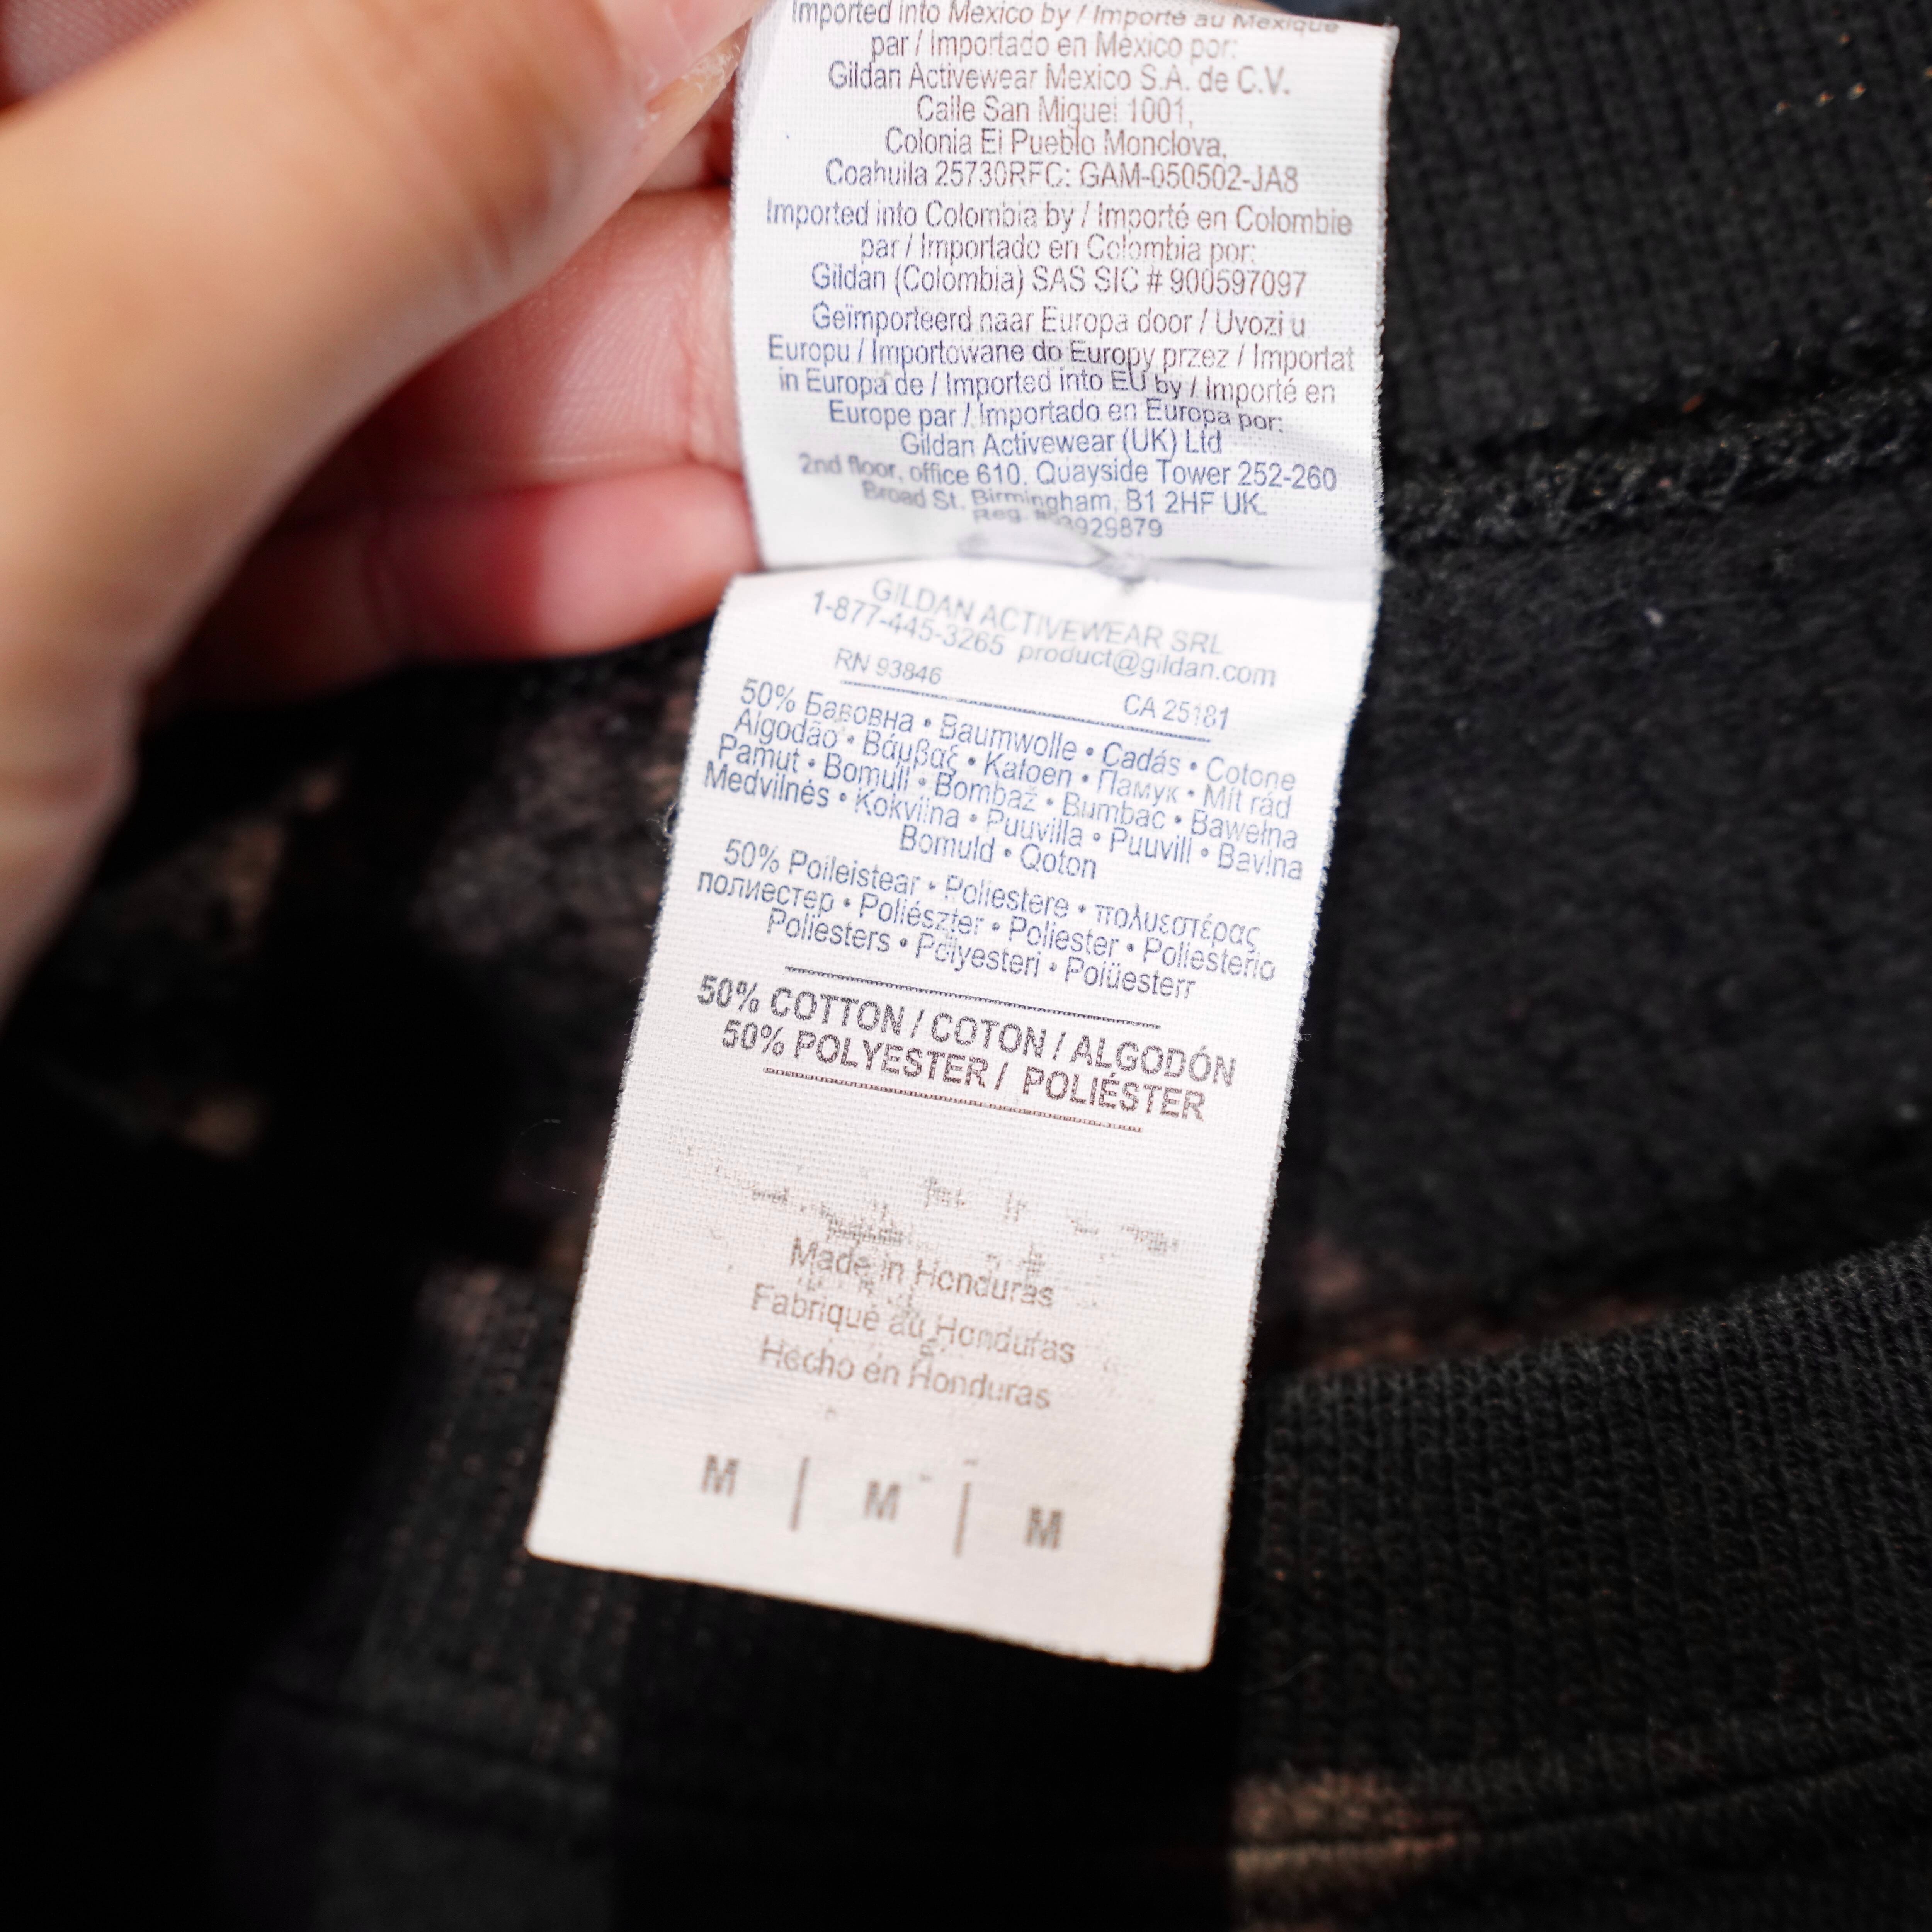 Imported into Mexico by / Importé au Mexique
par / Importado en Mexico por:
Gildan Activewear Mexico S.A. de C.V.
Calle San Miguel 1001,
Colonia El Pueblo Monclova,
Coahuila 25730RFC: GAM-050502-JA8
Imported into Colombia by / Importé en Colombie
par / Importado en Colombia por:
Gildan (Colombia) SAS SIC # 900597097
Geïmporteerd naar Europa door / Uvozi u
Europu / Importowane do Europy przez / Importat
in Europa de / Imported into EU by / Importé en
Europe par / Importado en Europa por:
Gildan Activewear (UK) Ltd
2nd floor, office 610, Quayside Tower 252-260
Broad St. Birmingham, B1 2HF UK.
Reg. 3929879
GILDAN ACTIVEWEAR SRL
1-877-445-3265 product@gildan.com
RN 93846 CA 25181
50% Бавовна • Baumwolle • Cadás • Cotone
Algodão • Βάμβαξ • Katoen • Памук • Mit rád
Pamut • Bomull • Bombaž • Bumbac • Bawełna
Medvilnės • Kokvilna • Puuvilla • Puuvill • Bavlna
Bomuld • Qoton
50% Poileistear • Poliestere • πολυεστέρας
полиестер • Poliészter • Poliester • Poliesterio
Poliesters • Polyesteri • Polüesterr
50% COTTON / COTON / ALGODÓN
50% POLYESTER / POLIÉSTER
Made in Honduras
Fabriqué au Honduras
Hecho en Honduras
M | M | M